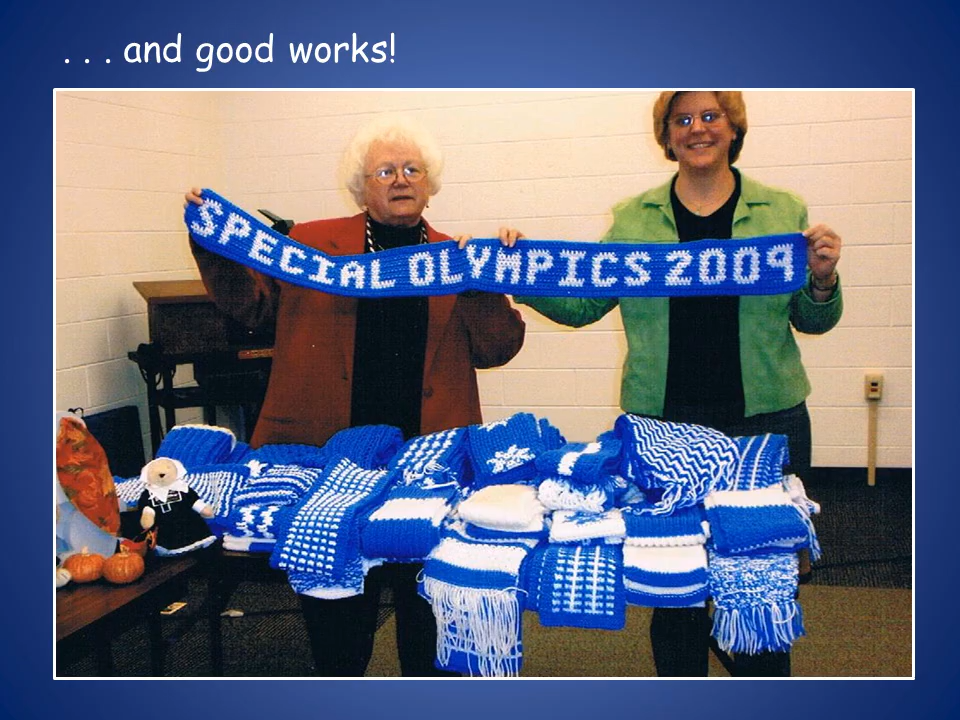 . . . and good works!
SPECIAL OLYMPICS 2009